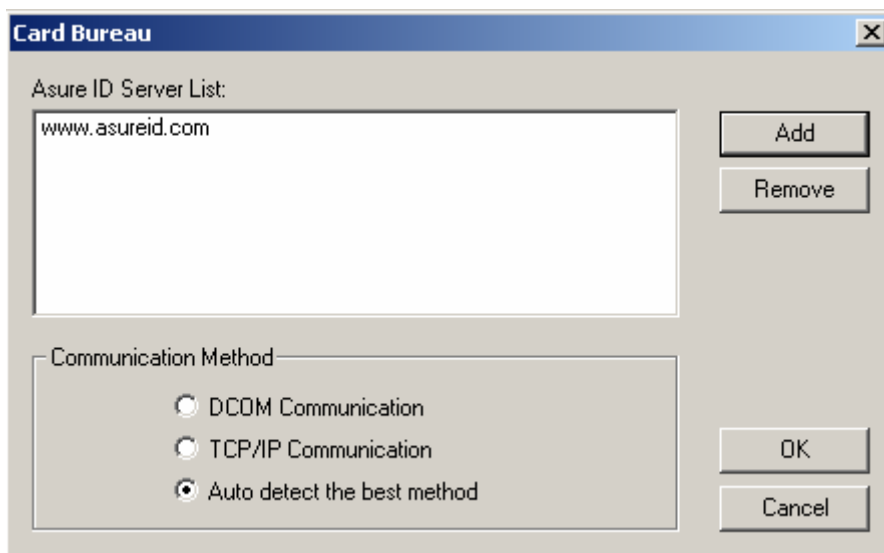 Card Bureau
Asure ID Server List:
www.asureid.com
Add
Remove
Communication Method
DCOM Communication
TCP/IP Communication
Auto detect the best method
OK
Cancel